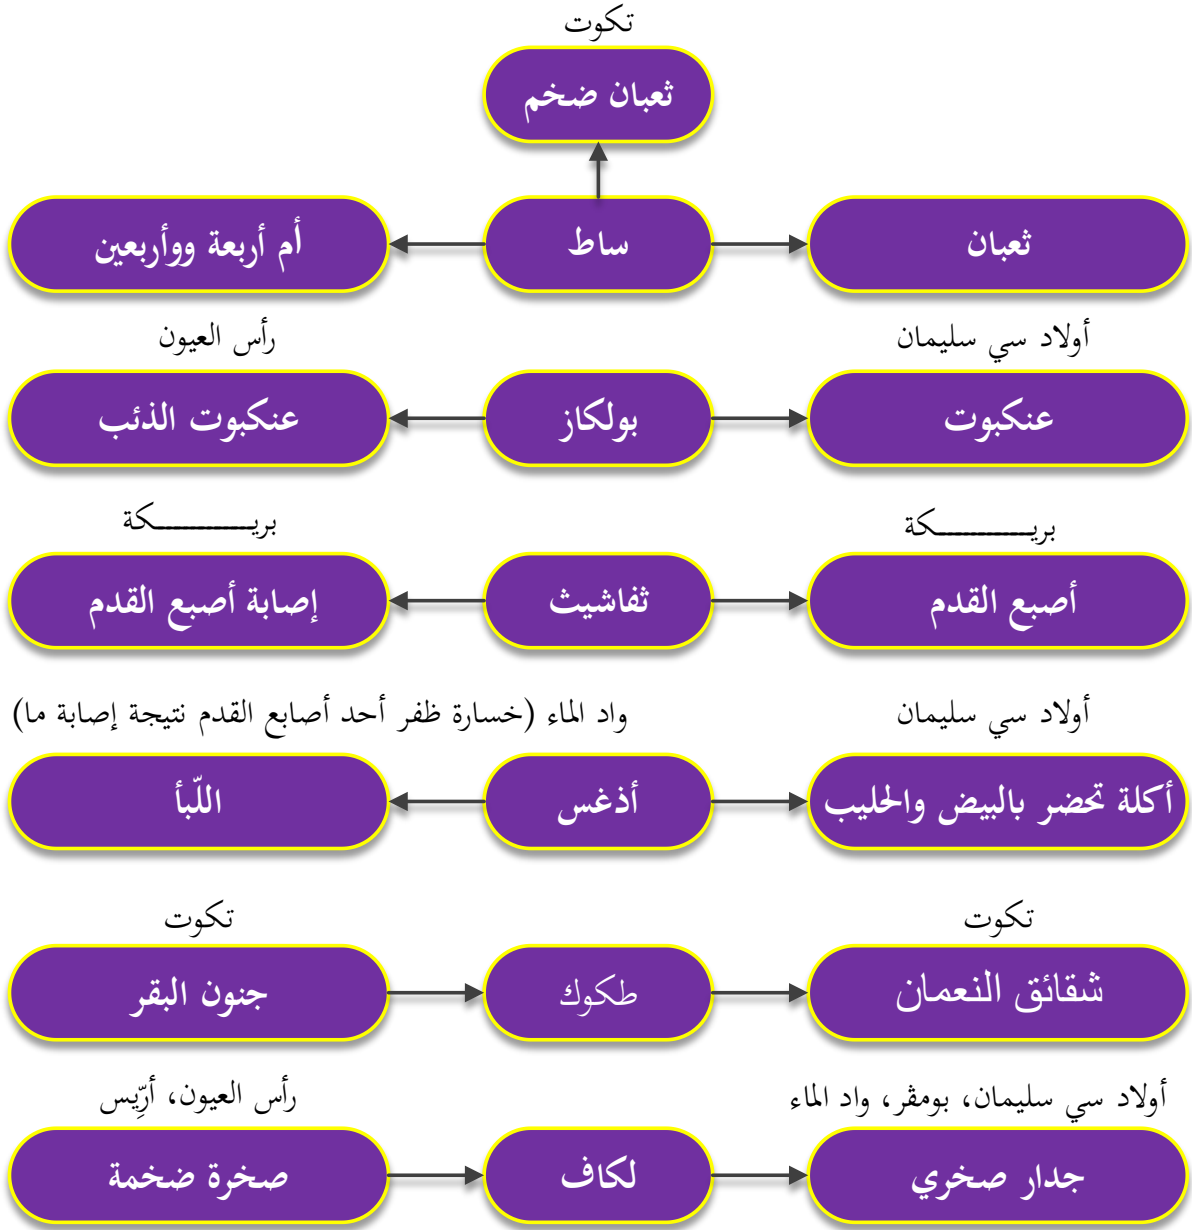 تكوت
ثعبان ضخم
ثعبان
ساط
أم أربعة ووأربعين
أولاد سي سليمان
رأس العيون
عنكبوت
بولكاز
عنكبوت الذئب
بريـــــــــكة
بريـــــــــكة
أصبع القدم
ثفاشيث
إصابة أصبع القدم
أولاد سي سليمان
واد الماء (خسارة ظفر أحد أصابع القدم نتيجة إصابة ما)
أكلة تحضر بالبيض والحليب
أذغس
اللّبأ
تكوت
تكوت
شقائق النعمان
طكوك
جنون البقر
أولاد سي سليمان، بومڤر، واد الماء
رأس العيون، أرّيس
جدار صخري
لكاف
صخرة ضخمة